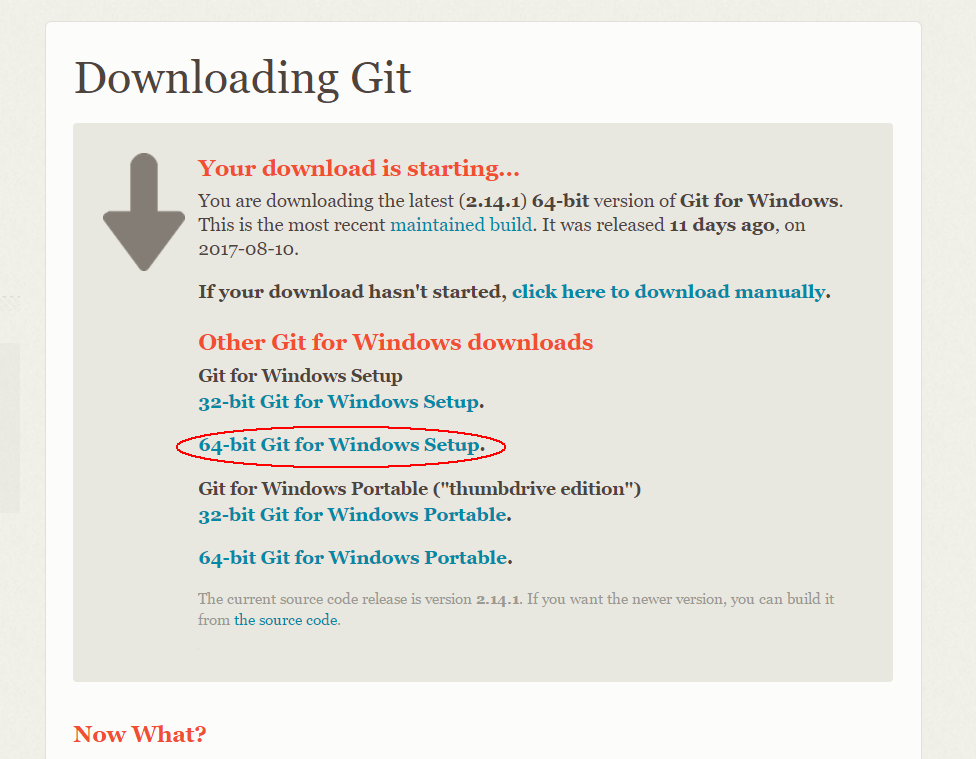 Downloading Git
Your download is starting...
You are downloading the latest (2.14.1) 64-bit version of Git for Windows.
This is the most recent maintained build. It was released 11 days ago, on
2017-08-10.
If your download hasn't started, click here to download manually.
Other Git for Windows downloads
Git for Windows Setup
32-bit Git for Windows Setup.
64-bit Git for Windows Setup.
Git for Windows Portable ("thumbdrive edition")
32-bit Git for Windows Portable.
64-bit Git for Windows Portable.
The current source code release is version 2.14.1. If you want the newer version, you can build it
from the source code.
Now What?